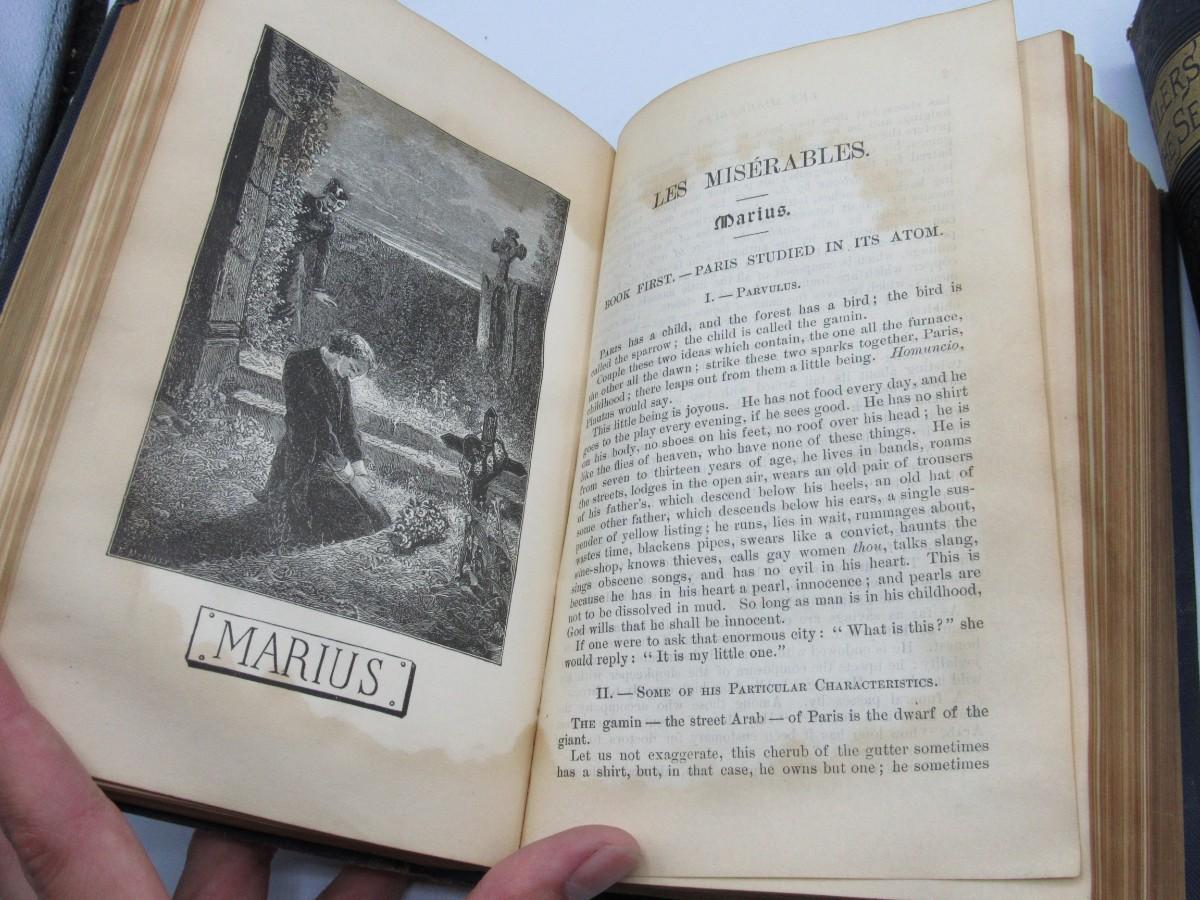 MARIUS
LES MISÉRABLES.
Marius.
BOOK FIRST.—PARIS STUDIED IN ITS ATOM.
I.—PARVULUS.
PARIS has a child, and the forest has a bird; the bird is
called the sparrow; the child is called the gamin.
Couple these two ideas which contain, the one all the furnace,
the other all the dawn; strike these two sparks together, Paris,
childhood; there leaps out from them a little being. Homuncio,
Plautus would say.
This little being is joyous. He has not food every day, and he
goes to the play every evening, if he sees good. He has no shirt
on his body, no shoes on his feet, no roof over his head; he is
like the flies of heaven, who have none of these things. He is
from seven to thirteen years of age, he lives in bands, roams
the streets, lodges in the open air, wears an old pair of trousers
of his father's, which descend below his heels, an old hat of
some other father, which descends below his ears, a single sus-
pender of yellow listing; he runs, lies in wait, rummages about,
wastes time, blackens pipes, swears like a convict, haunts the
wine-shop, knows thieves, calls gay women thou, talks slang,
sings obscene songs, and has no evil in his heart. This is
because he has in his heart a pearl, innocence; and pearls are
not to be dissolved in mud. So long as man is in his childhood,
God wills that he shall be innocent.
If one were to ask that enormous city: "What is this?" she
would reply: "It is my little one."
II.—SOME OF HIS PARTICULAR CHARACTERISTICS.
THE gamin—the street Arab—of Paris is the dwarf of the
giant.
Let us not exaggerate, this cherub of the gutter sometimes
has a shirt, but, in that case, he owns but one; he sometimes